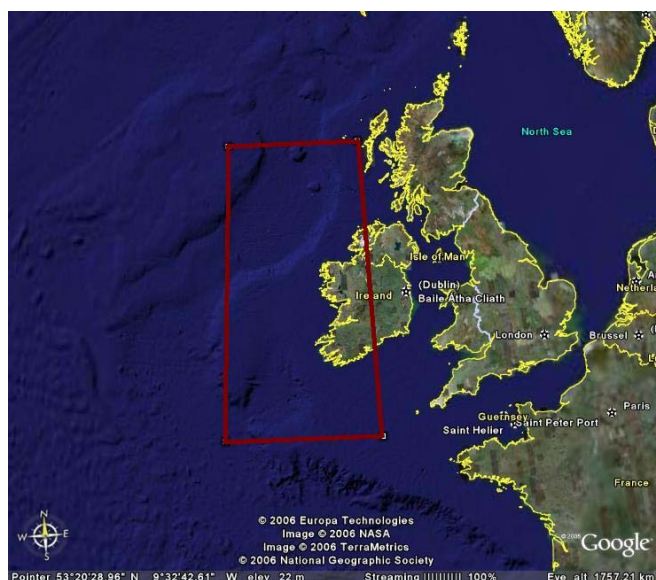 North Sea
Isle of Man
(Dublin)
Ireland
Baile Átha Cliath
Netherla
London
Brussel
Guernsey
Paris
Saint Helier
Saint Peter Port
France
N
W
E
S
© 2006 Europa Technologies
Image © 2006 NASA
Image © 2006 TerraMetrics
© 2006 National Geographic Society
©2005
Google
Pointer 53°20'28.96" N 9°32'42.61" W elev 22 m Streaming |||||||||| 100% Eye alt 1757.21 km